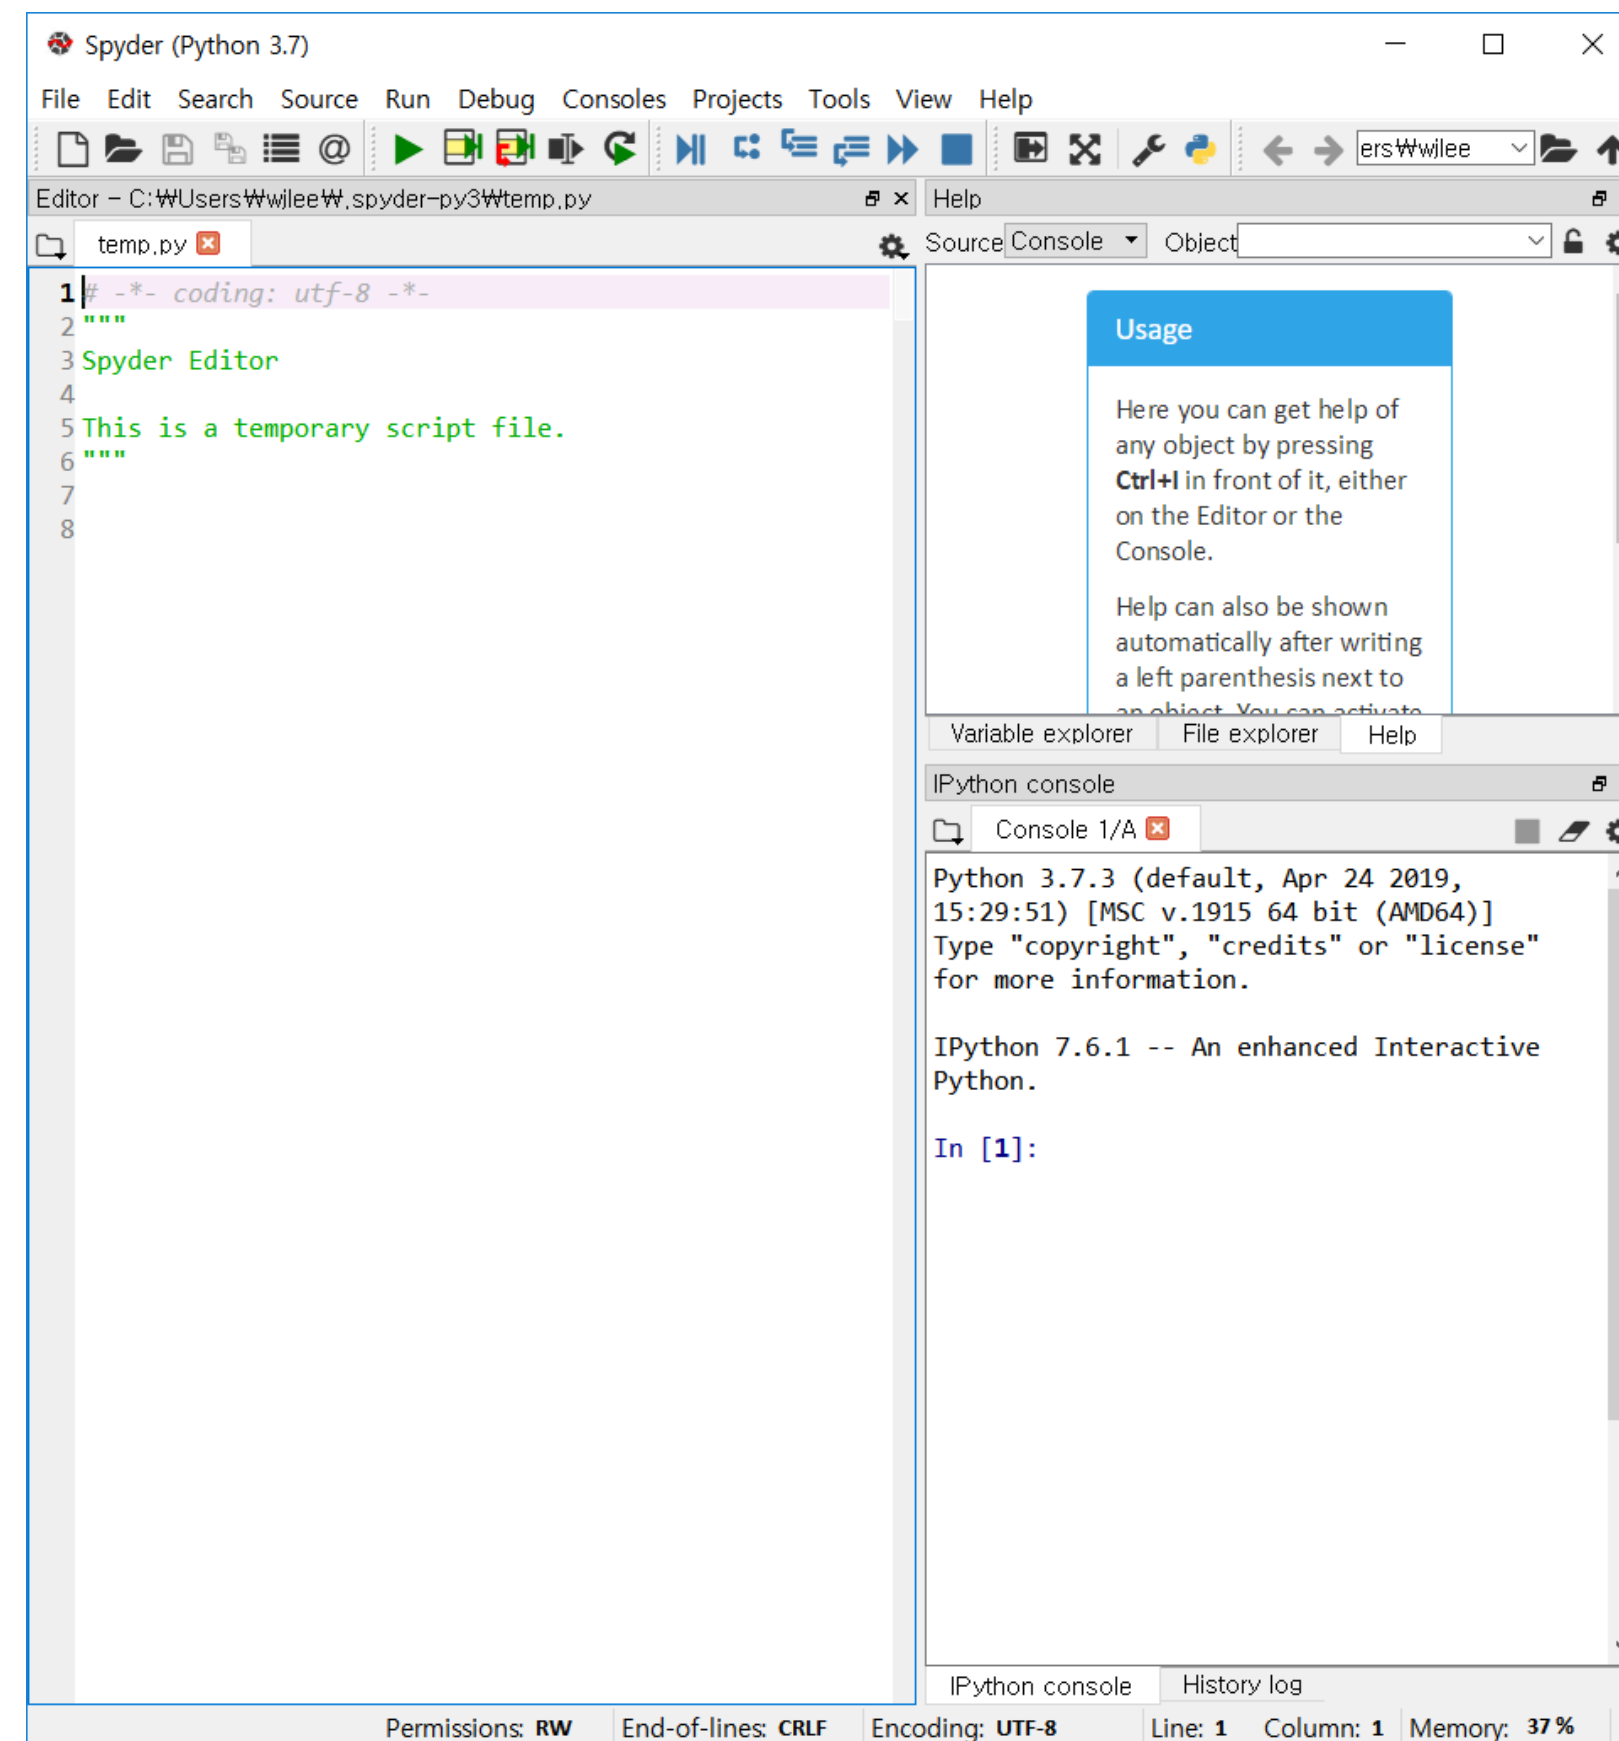 Spyder (Python 3.7)
File Edit Search Source Run Debug Consoles Projects Tools View Help
ers₩wjlee
Editor - C:₩Users₩wjlee₩.spyder-py3₩temp.py
temp.py
1 # -*- coding: utf-8 -*-
2 """
3 Spyder Editor
4
5 This is a temporary script file.
6 """
7
8
Help
Source Console Object
Usage
Here you can get help of
any object by pressing
Ctrl+I in front of it, either
on the Editor or the
Console.
Help can also be shown
automatically after writing
a left parenthesis next to
an object. You can activate
Variable explorer File explorer Help
IPython console
Console 1/A
Python 3.7.3 (default, Apr 24 2019,
15:29:51) [MSC v.1915 64 bit (AMD64)]
Type "copyright", "credits" or "license"
for more information.
IPython 7.6.1 -- An enhanced Interactive
Python.
In [1]:
IPython console History log
Permissions: RW End-of-lines: CRLF Encoding: UTF-8 Line: 1 Column: 1 Memory: 37 %